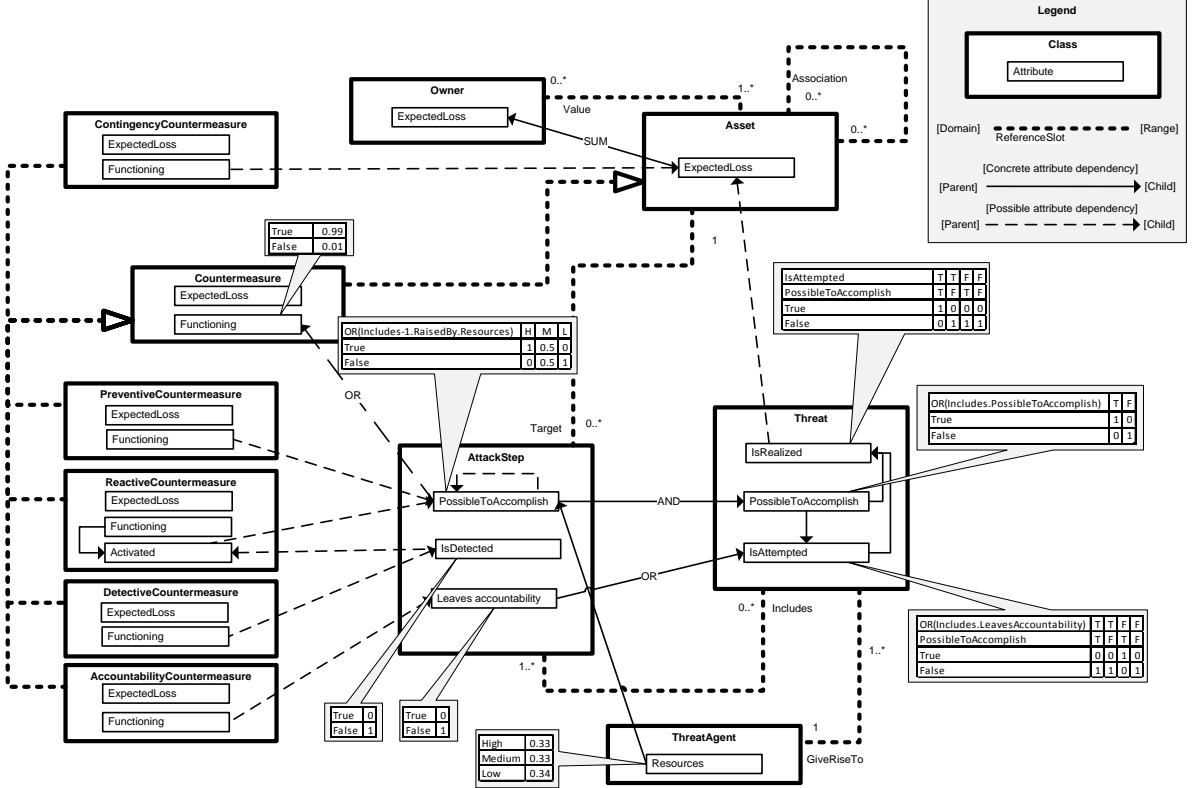 Legend
Class
Attribute
[Domain]
[Range]
ReferenceSlot
[Concrete attribute dependency]
[Parent]
[Child]
[Possible attribute dependency]
[Parent]
[Child]
Owner
ExpectedLoss
0..*
1..*
Value
Association
0..*
0..*
Asset
ExpectedLoss
SUM
1
ContingencyCountermeasure
ExpectedLoss
Functioning
True 0.99
False 0.01
Countermeasure
ExpectedLoss
Functioning
OR
OR(Includes-1.RaisedBy.Resources) H M L
True 1 0.5 0
False 0 0.5 1
IsAttempted T T F F
PossibleToAccomplish T F T F
True 1 0 0 0
False 0 1 1 1
OR(Includes.PossibleToAccomplish) T F
True 1 0
False 0 1
PreventiveCountermeasure
ExpectedLoss
Functioning
ReactiveCountermeasure
ExpectedLoss
Functioning
Activated
DetectiveCountermeasure
ExpectedLoss
Functioning
AccountabilityCountermeasure
ExpectedLoss
Functioning
Target
0..*
AttackStep
PossibleToAccomplish
IsDetected
Leaves accountability
AND
OR
Threat
IsRealized
PossibleToAccomplish
IsAttempted
0..*
Includes
1..*
1..*
OR(Includes.LeavesAccountability) T T F F
PossibleToAccomplish T F T F
True 0 0 1 0
False 1 1 0 1
True 0
False 1
True 0
False 1
High 0.33
Medium 0.33
Low 0.34
ThreatAgent
Resources
1
GiveRiseTo